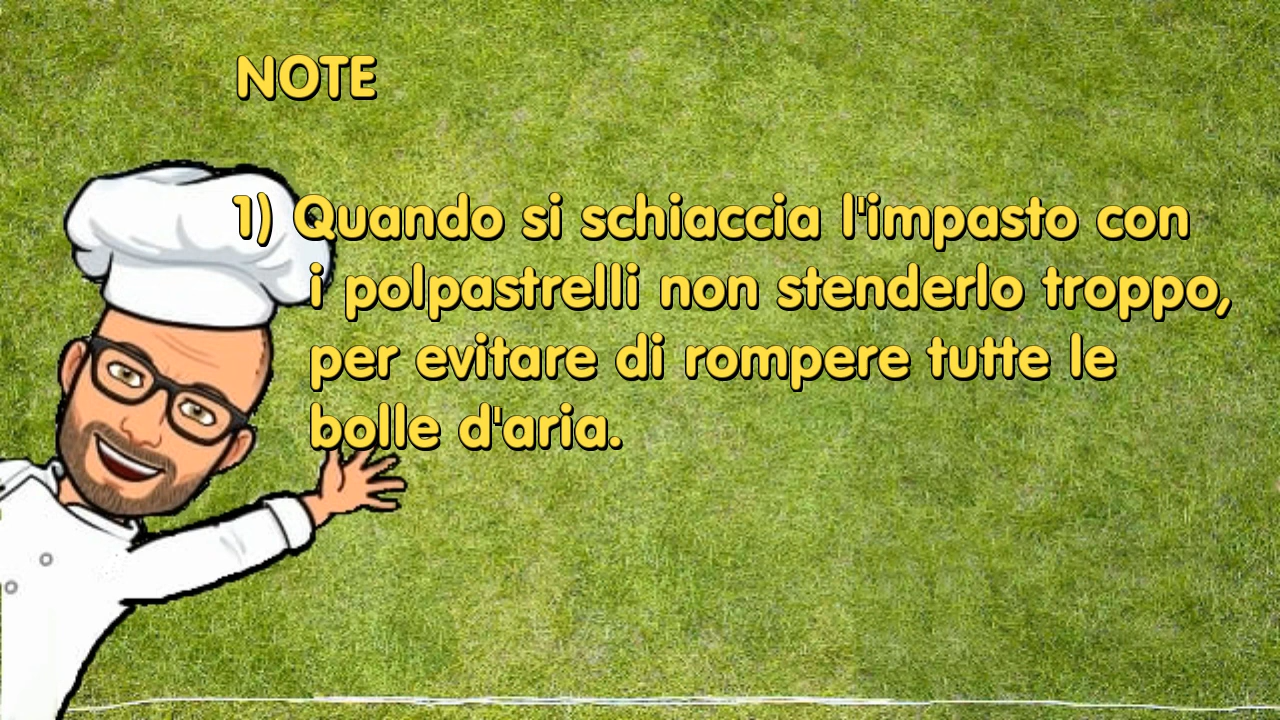 NOTE
1) Quando si schiaccia l'impasto con
i polpastrelli non stenderlo troppo,
per evitare di rompere tutte le
bolle d'aria.